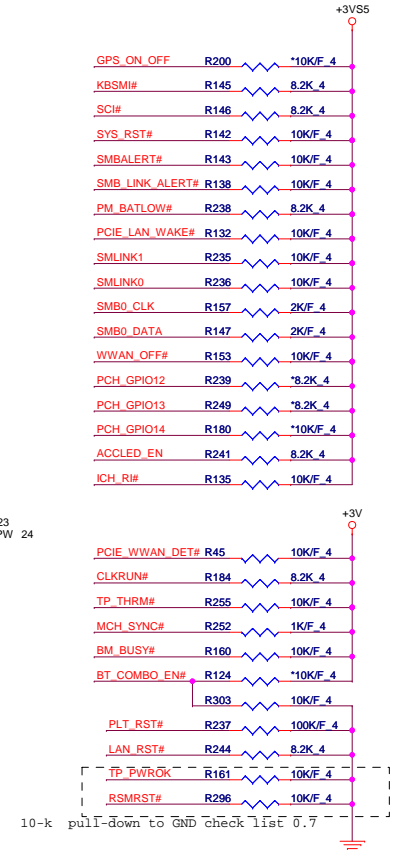 +3VS5
GPS_ON_OFF R200 *10K/F_4
KBSMI# R145 8.2K_4
SCI# R146 8.2K_4
SYS_RST# R142 10K/F_4
SMBALERT# R143 10K/F_4
SMB_LINK_ALERT# R138 10K/F_4
PM_BATLOW# R238 8.2K_4
PCIE_LAN_WAKE# R132 10K/F_4
SMLINK1 R235 10K/F_4
SMLINK0 R236 10K/F_4
SMB0_CLK R157 2K/F_4
SMB0_DATA R147 2K/F_4
WWAN_OFF# R153 10K/F_4
PCH_GPIO12 R239 *8.2K_4
PCH_GPIO13 R249 *8.2K_4
PCH_GPIO14 R180 *10K/F_4
ACCLED_EN R241 8.2K_4
ICH_RI# R135 10K/F_4
+3V
23
PW 24
PCIE_WWAN_DET# R45 10K/F_4
CLKRUN# R184 8.2K_4
TP_THRM# R255 10K/F_4
MCH_SYNC# R252 1K/F_4
BM_BUSY# R160 10K/F_4
BT_COMBO_EN# R124 *10K/F_4
R303 10K/F_4
PLT_RST# R237 100K/F_4
LAN_RST# R244 8.2K_4
TP_PWROK R161 10K/F_4
RSMRST# R296 10K/F_4
10-k pull-down to GND check list 0.7